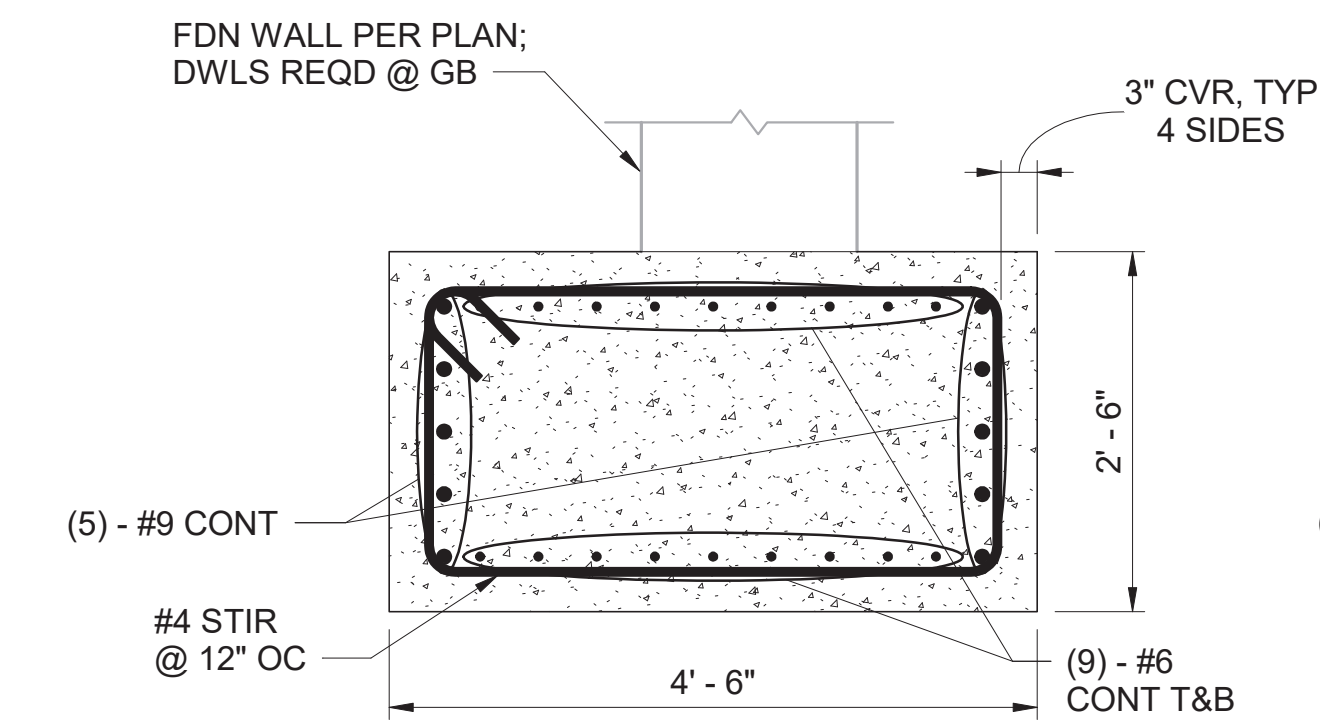 FDN WALL PER PLAN;
DWLS REQD @ GB
3" CVR, TYP
4 SIDES
2' - 6"
(5) - #9 CONT
#4 STIR
@ 12" OC
4' - 6"
(9) - #6
CONT T&B